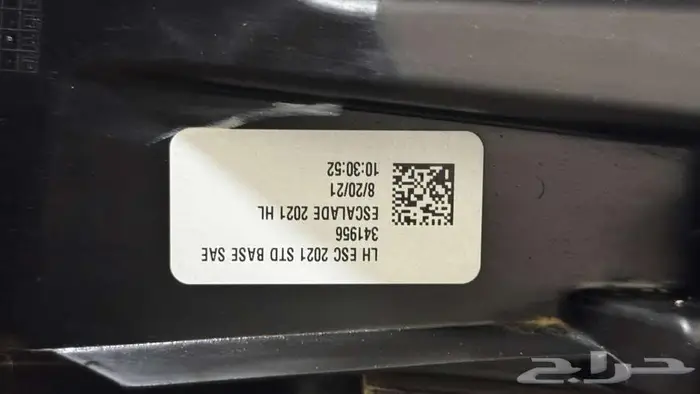 LH ESC 2021 STD BASE SAE
341956
ESCALADE 2021 HL
8/20/21
10:30:52
حراج